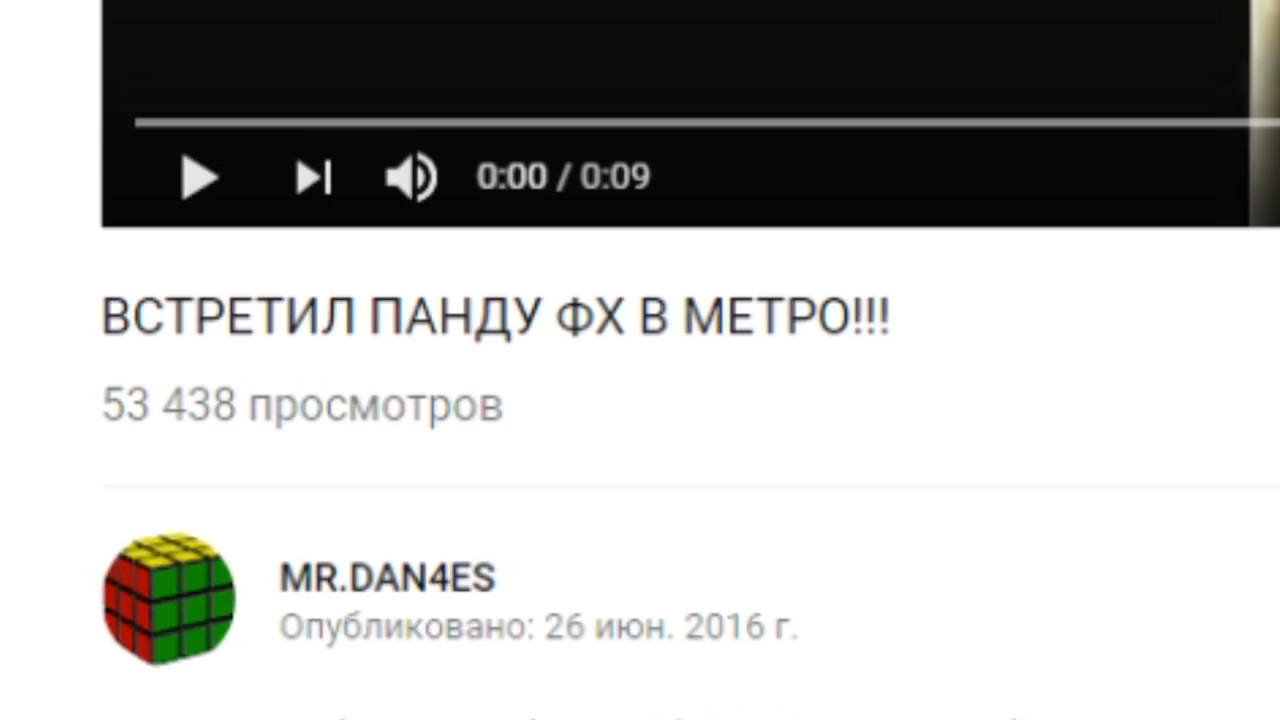 0:00 / 0:09
ВСТРЕТИЛ ПАНДУ ФХ В МЕТРО!!!
53 438 просмотров
MR.DAN4ES
Опубликовано: 26 июн. 2016 г.